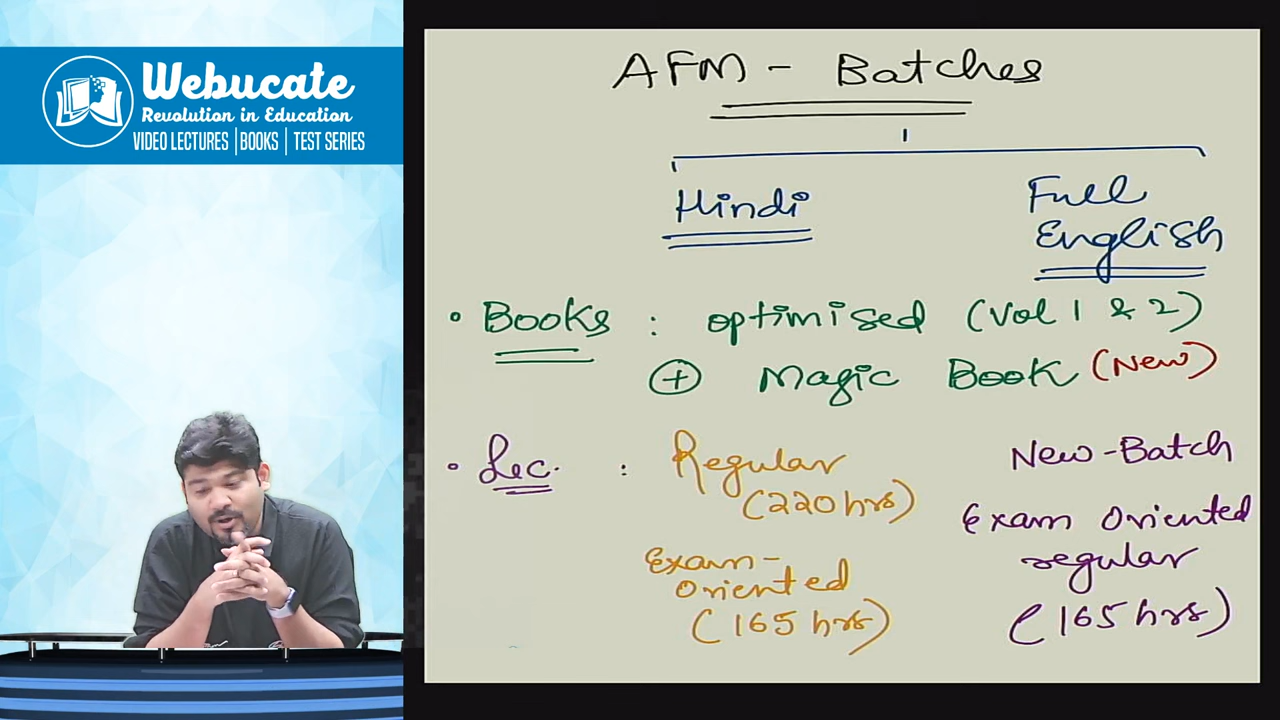 Webucate
Revolution in Education
VIDEO LECTURES | BOOKS | TEST SERIES
AFM - Batches
Hindi
Full English
• Books : optimised (Vol 1 & 2)
+ Magic Book (New)
• Lec. :
Regular
(220 hrs)
Exam-
oriented
(165 hrs)
New-Batch
Exam Oriented
regular
(165 hrs)